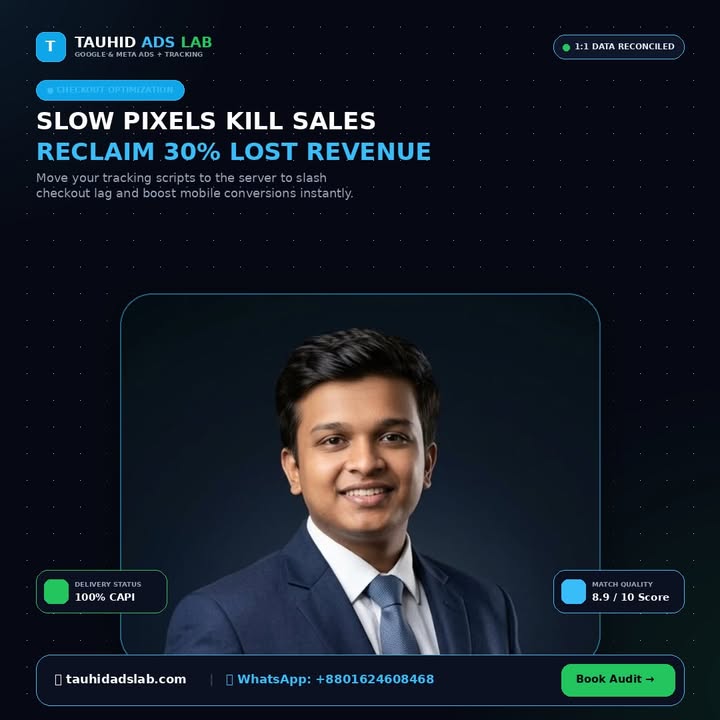 T
TAUHID ADS LAB
GOOGLE & META ADS + TRACKING
1:1 DATA RECONCILED
CHECKOUT OPTIMIZATION
SLOW PIXELS KILL SALES
RECLAIM 30% LOST REVENUE
Move your tracking scripts to the server to slash
checkout lag and boost mobile conversions instantly.
DELIVERY STATUS
100% CAPI
MATCH QUALITY
8.9 / 10 Score
tauhidadslab.com | WhatsApp: +8801624608468
Book Audit →